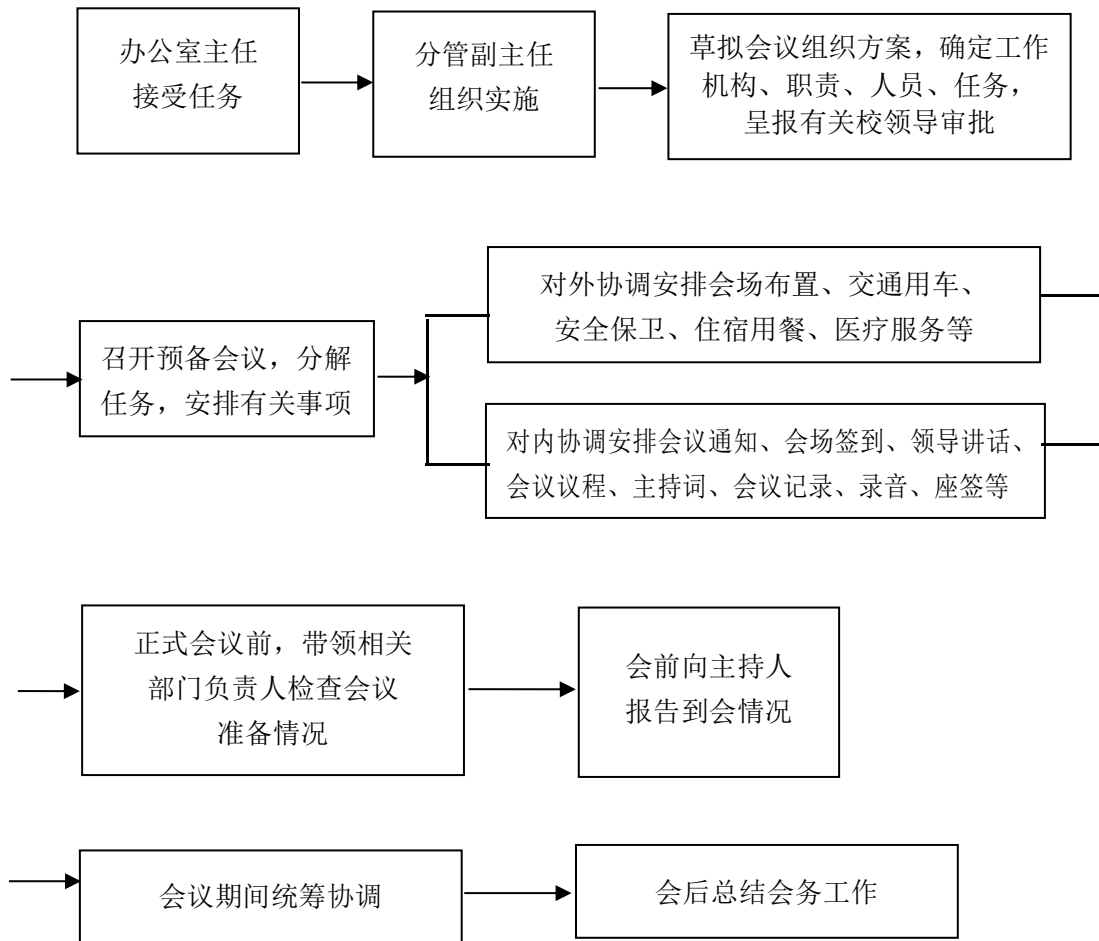 办公室主任
接受任务
分管副主任
组织实施
草拟会议组织方案，确定工作
机构、职责、人员、任务，
呈报有关校领导审批
召开预备会议，分解
任务，安排有关事项
对外协调安排会场布置、交通用车、
安全保卫、住宿用餐、医疗服务等
对内协调安排会议通知、会场签到、领导讲话、
会议议程、主持词、会议记录、录音、座签等
正式会议前，带领相关
部门负责人检查会议
准备情况
会前向主持人
报告到会情况
会议期间统筹协调
会后总结会务工作